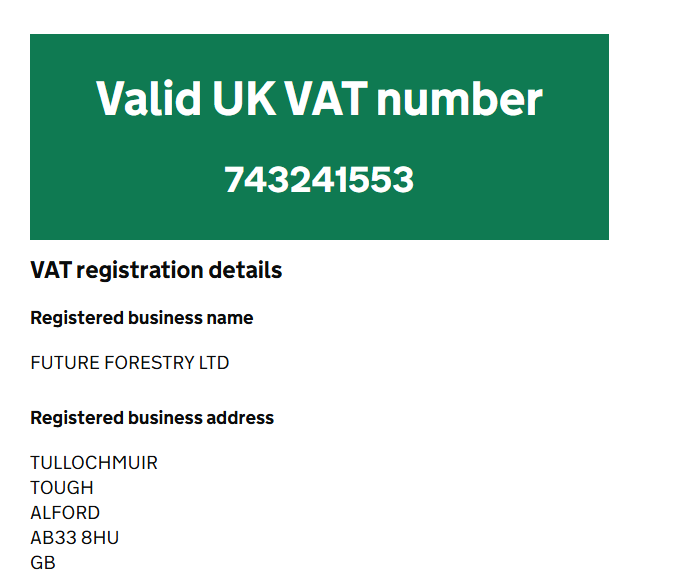 Valid UK VAT number
743241553
VAT registration details
Registered business name
FUTURE FORESTRY LTD
Registered business address
TULLOCHMUIR
TOUGH
ALFORD
AB33 8HU
GB